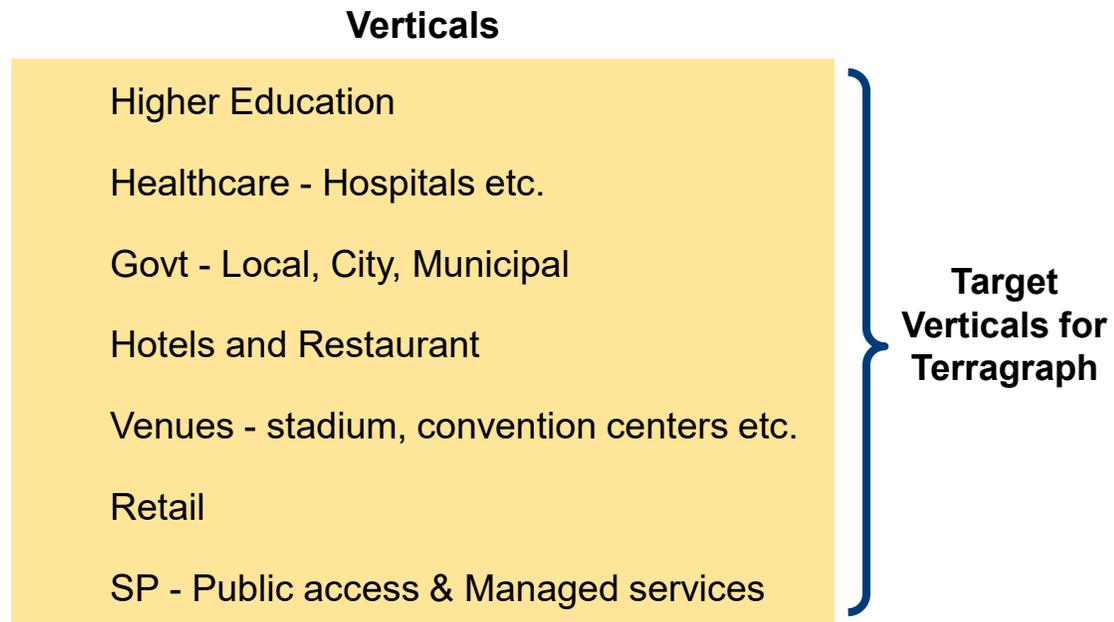 Verticals
Higher Education
Healthcare - Hospitals etc.
Govt - Local, City, Municipal
Hotels and Restaurant
Venues - stadium, convention centers etc.
Retail
SP - Public access & Managed services
Target
Verticals for
Terragraph